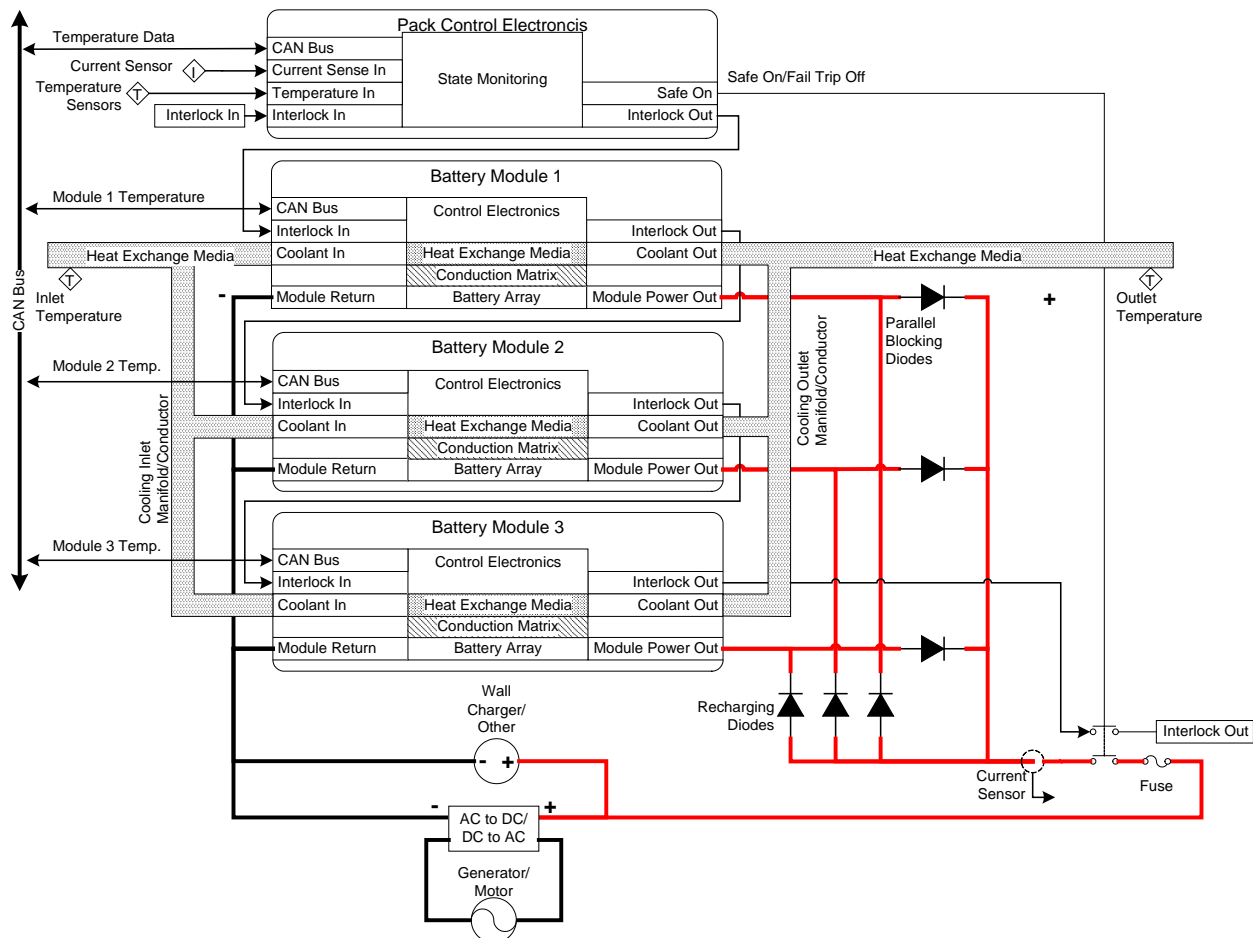 Pack Control Electroncis
Temperature Data
CAN Bus
Current Sensor
I
Current Sense In
State Monitoring
Safe On/Fail Trip Off
Temperature
Sensors
T
Temperature In
Safe On
Interlock In
Interlock In
Interlock Out
Battery Module 1
Module 1 Temperature
CAN Bus
Control Electronics
Interlock In
Interlock Out
Heat Exchange Media
Coolant In
Heat Exchange Media
Coolant Out
Heat Exchange Media
Conduction Matrix
T
Inlet
Temperature
-
Module Return
Battery Array
Module Power Out
+
T
Outlet
Temperature
CAN Bus
Parallel
Blocking
Diodes
Battery Module 2
Module 2 Temp.
CAN Bus
Control Electronics
Interlock In
Interlock Out
Coolant In
Heat Exchange Media
Coolant Out
Conduction Matrix
Module Return
Battery Array
Module Power Out
Cooling Inlet
Manifold/Conductor
Cooling Outlet
Manifold/Conductor
Battery Module 3
Module 3 Temp.
CAN Bus
Control Electronics
Interlock In
Interlock Out
Coolant In
Heat Exchange Media
Coolant Out
Conduction Matrix
Module Return
Battery Array
Module Power Out
Wall
Charger/
Other
- +
Recharging
Diodes
Interlock Out
Current
Sensor
Fuse
-
+
AC to DC/
DC to AC
Generator/
Motor